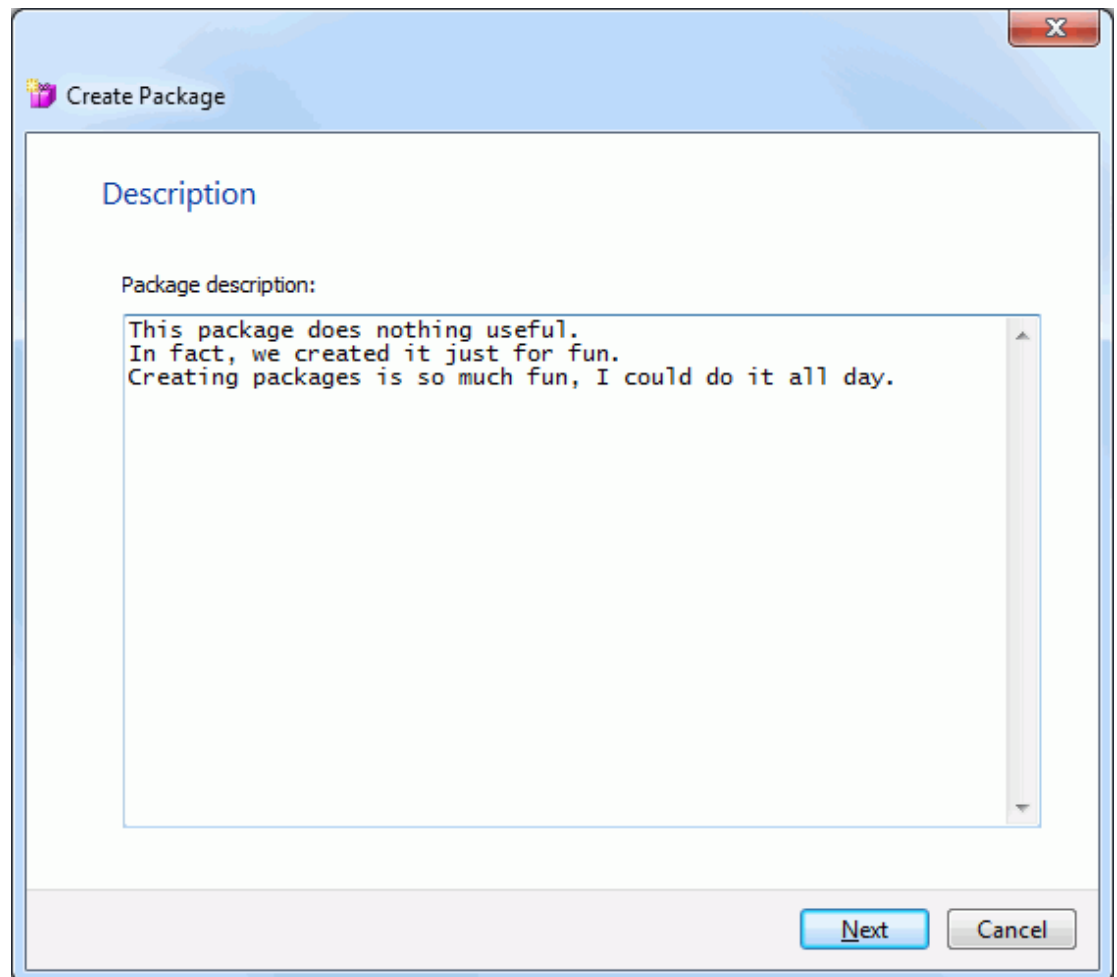 Create Package
Description
Package description:
This package does nothing useful.
In fact, we created it just for fun.
Creating packages is so much fun, I could do it all day.
Next
Cancel